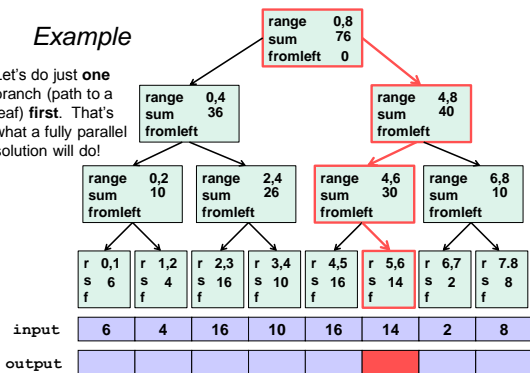 Example
range 0,8
sum 76
fromleft 0
Let's do just one
branch (path to a
leaf) first. That's
what a fully parallel
solution will do!
range 0,4
sum 36
fromleft
range 4,8
sum 40
fromleft
range 0,2
sum 10
fromleft
range 2,4
sum 26
fromleft
range 4,6
sum 30
fromleft
range 6,8
sum 10
fromleft
r 0,1
s 6
f
r 1,2
s 4
f
r 2,3
s 16
f
r 3,4
s 10
f
r 4,5
s 16
f
r 5,6
s 14
f
r 6,7
s 2
f
r 7.8
s 8
f
input 6 4 16 10 16 14 2 8
output